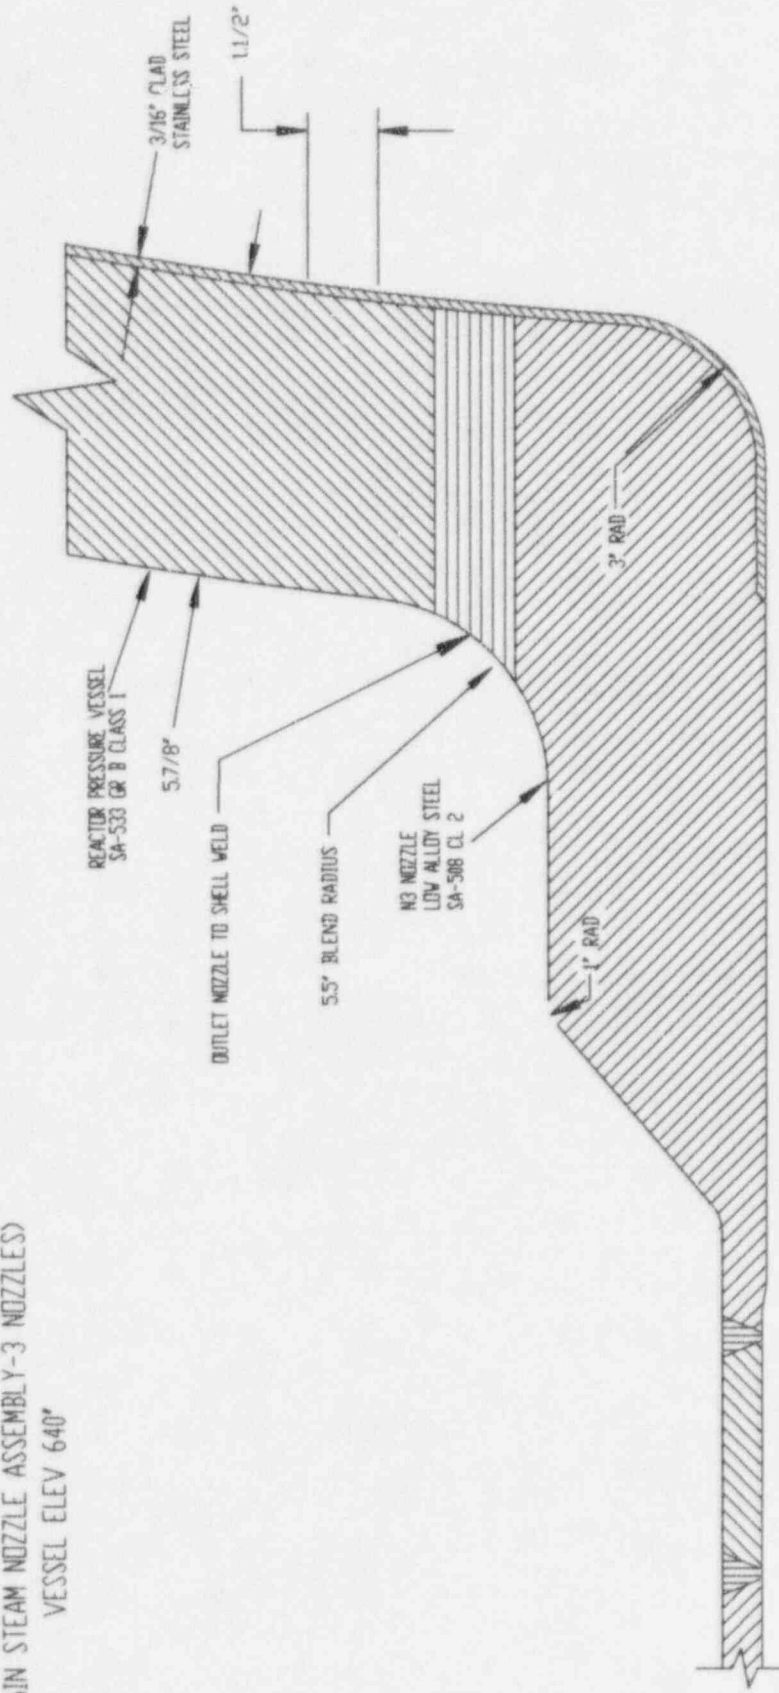 IN STEAM NOZZLE ASSEMBLY-3 NOZZLES)
VESSEL ELEV 640"
REACTOR PRESSURE VESSEL
SA-533 GR B CLASS 1
5.7/8"
OUTLET NOZZLE TO SHELL WELD
5.5" BLEND RADIUS
N3 NOZZLE
LOW ALLOY STEEL
SA-508 CL 2
1" RAD
3" RAD
3/16" CLAD
STAINLESS STEEL
1.1/2"